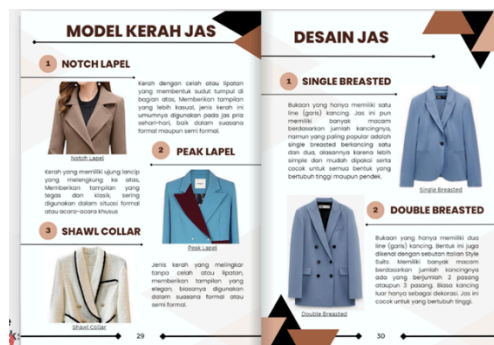 MODEL KERAH JAS
1 NOTCH LAPEL
Kerah dengan celah atau lipatan
yang membentuk sudut tumpul di
bagian atas, Memberikan tampilan
yang lebih kasual, jenis kerah ini
umumnya digunakan pada jas pria
sehari-hari, baik dalam suasana
formal maupun semi formal.
Notch Lapel
2 PEAK LAPEL
Kerah yang memiliki ujung lancip
yang melengkung ke atas,
Memberikan tampilan yang
tegas dan klasik, sering
digunakan dalam situasi formal
atau acara-acara khusus
Peak Lapel
3 SHAWL COLLAR
Jenis kerah yang melingkar
tanpa celah atau lipatan,
memberikan tampilan yang
elegan, biasanya digunakan
dalam suasana formal atau
semi formal.
Shawl Collar
29
DESAIN JAS
1 SINGLE BREASTED
Bukaan yang hanya memiliki satu
line (garis) kancing. Jas ini pun
memiliki banyak macam
berdasarkan jumlah kancingnya,
namun yang paling popular adalah
single breasted berkancing satu
dan dua, alasannya karena lebih
simple dan mudah dipakai serta
cocok untuk semua bentuk yang
bertubuh tinggi maupun pendek.
Single Breasted
2 DOUBLE BREASTED
Bukaan yang hanya memiliki dua
line (garis) kancing. Bentuk ini juga
dikenal dengan sebutan Italian Style
Suits. Memiliki banyak macam
berdasarkan jumlah kancingnya
ada yang berjumlah 2 pasang
ataupun 3 pasang. Biasa kancing
luar hanya sebagai dekorasi. Jas ini
cocok untuk yang bertubuh tinggi.
Double Breasted
30